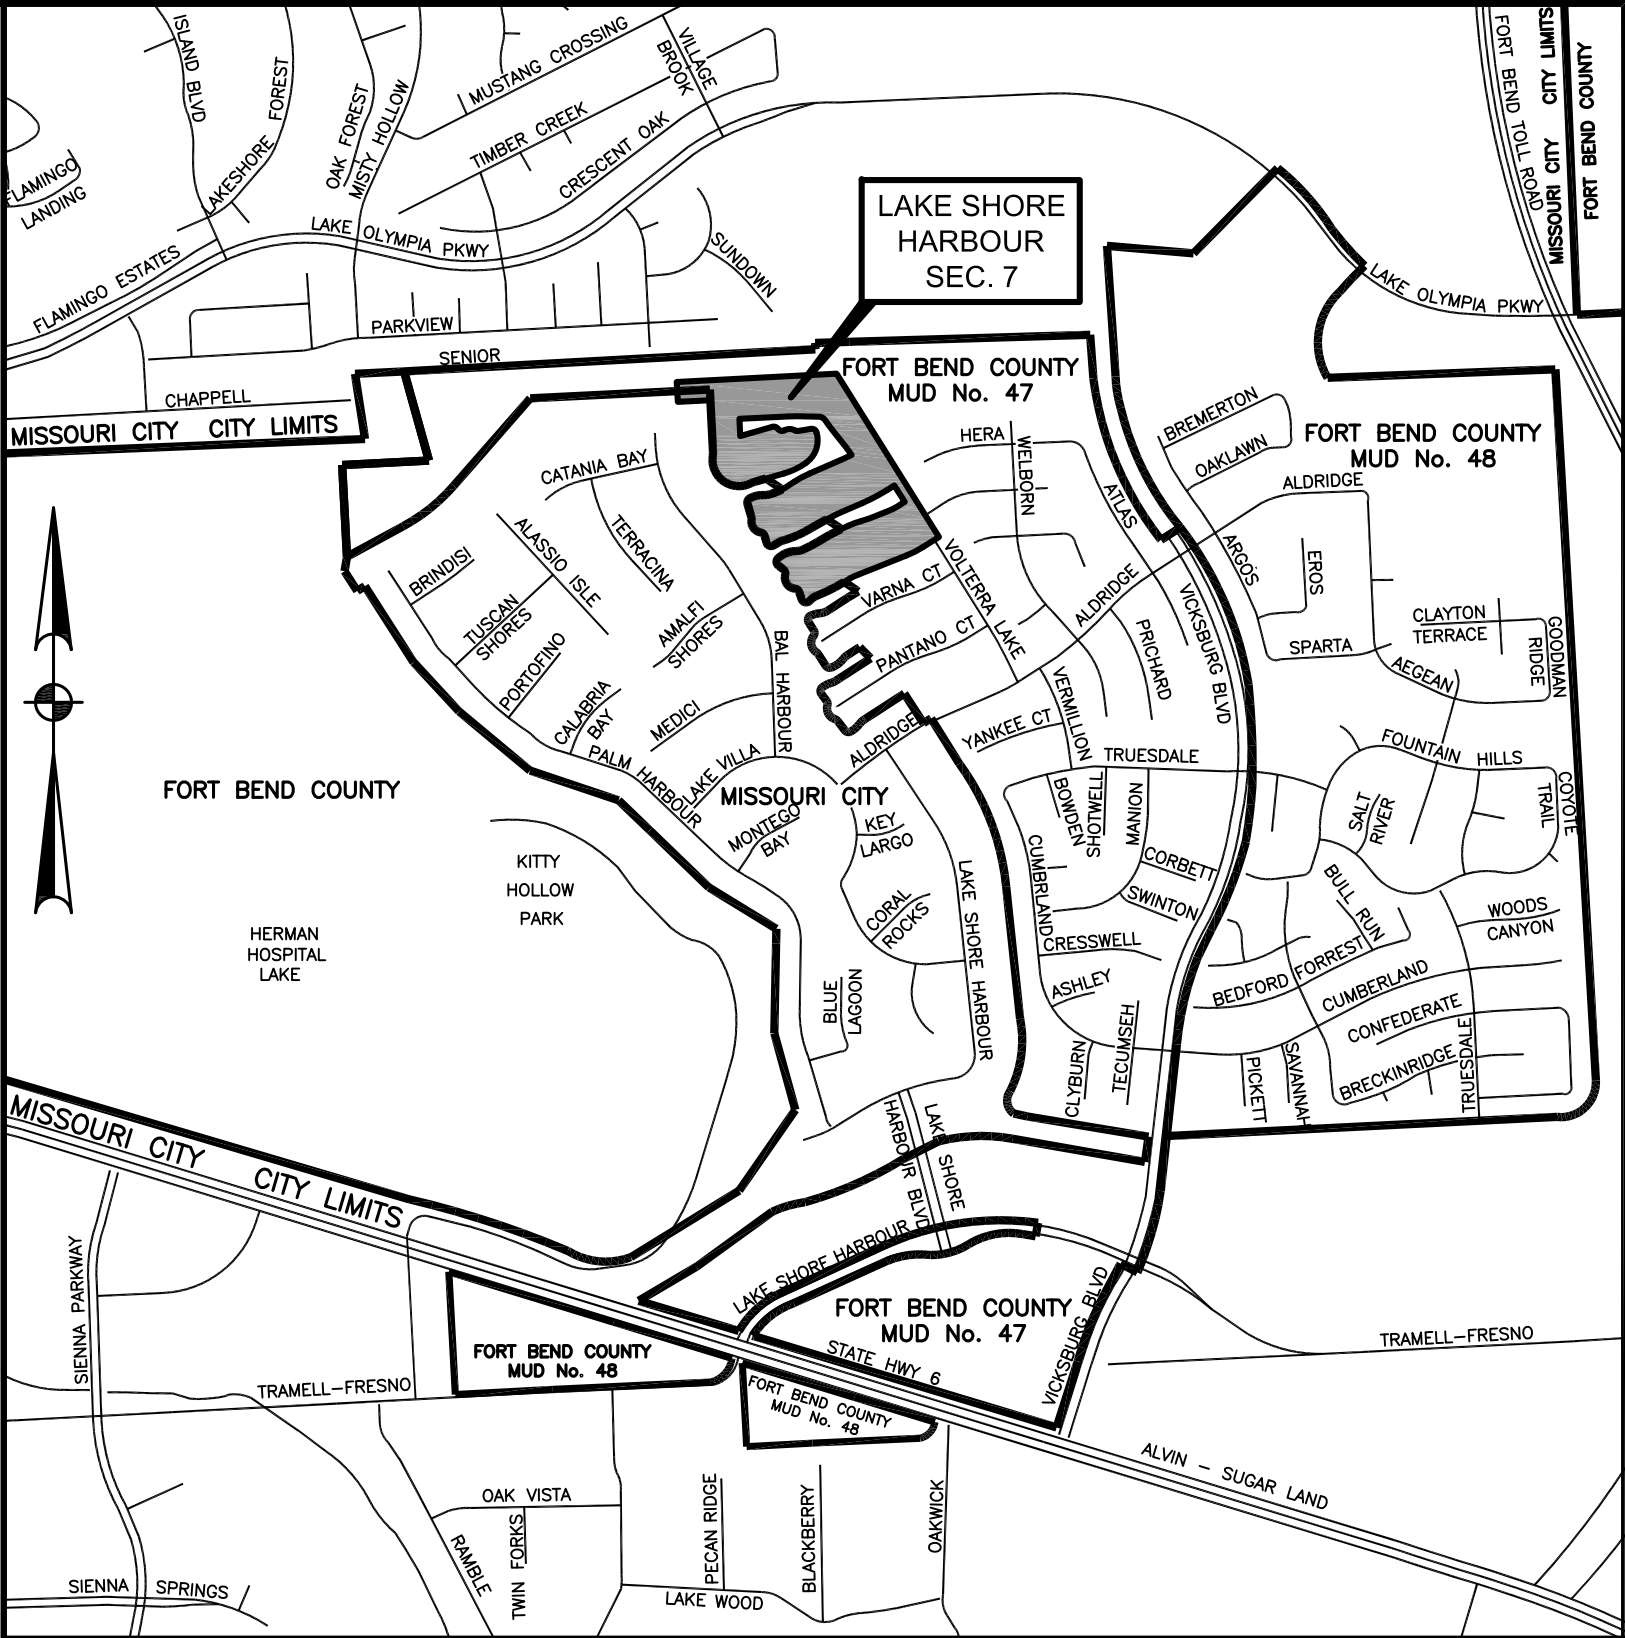 ISLAND BLVD
LAKESHORE FOREST
OAK FOREST
MISTY HOLLOW
MUSTANG CROSSING
VILLAGE
BROOK
TIMBER CREEK
CRESCENT OAK
FLAMINGO
LANDING
FLAMINGO ESTATES
LAKE OLYMPIA PKWY
SUNDOWN
PARKVIEW
SENIOR
CHAPPELL
MISSOURI CITY CITY LIMITS
LAKE SHORE
HARBOUR
SEC. 7
FORT BEND TOLL ROAD
MISSOURI CITY CITY LIMITS
FORT BEND COUNTY
LAKE OLYMPIA PKWY
FORT BEND COUNTY
MUD No. 47
FORT BEND COUNTY
MUD No. 48
BREMERTON
OAKLAWN
ALDRIDGE
HERA
WELBORN
ATLAS
ARGOS
EROS
SPARTA
CLAYTON
TERRACE
GOODMAN
RIDGE
AEGEAN
CATANIA BAY
TERRACINA
ALASSIO ISLE
BRINDISI
TUSCAN
SHORES
PORTOFINO
AMALFI
SHORES
CALABRIA
BAY
MEDICI
BAL HARBOUR
PALM HARBOUR
LAKE VILLA
VARNA CT
PANTANO CT
VOLTERRA LAKE
ALDRIDGE
ALDRIDGE
PRICHARD
VICKSBURG BLVD
VERMILLION
YANKEE CT
TRUESDALE
FOUNTAIN HILLS
COYOTE
TRAIL
SALT
RIVER
FORT BEND COUNTY
MISSOURI CITY
MONTEGO
BAY
KEY
LARGO
CORAL
ROCKS
BLUE
LAGOON
LAKE SHORE HARBOUR
BOWDEN
SHOTWELL
MANION
CUMBRLAND
CORBETT
SWINTON
CRESSWELL
ASHLEY
CLYBURN
TECUMSEH
BULL RUN
WOODS
CANYON
BEDFORD FORREST
CUMBERLAND
CONFEDERATE
BRECKINRIDGE
TRUESDALE
PICKETT
SAVANNAH
KITTY
HOLLOW
PARK
HERMAN
HOSPITAL
LAKE
MISSOURI CITY CITY LIMITS
LAKE SHORE
HARBOUR BLVD
LAKE SHORE HARBOUR
FORT BEND COUNTY
MUD No. 47
STATE HWY 6
VICKSBURG BLVD
TRAMELL-FRESNO
SIENNA PARKWAY
TRAMELL-FRESNO
FORT BEND COUNTY
MUD No. 48
FORT BEND COUNTY
MUD No. 48
ALVIN - SUGAR LAND
OAK VISTA
RAMBLE
TWIN FORKS
PECAN RIDGE
BLACKBERRY
OAKWICK
LAKE WOOD
SIENNA SPRINGS